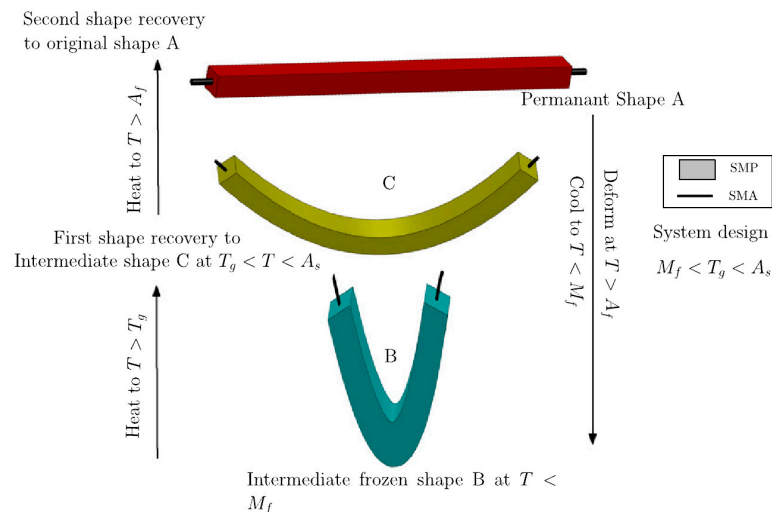 Second shape recovery
to original shape A
Heat to T > A_f
Permanant Shape A
C
SMP
SMA
System design
M_f < T_g < A_s
Deform at T > A_f
Cool to T < M_f
First shape recovery to
Intermediate shape C at T_g < T < A_s
Heat to T > T_g
B
Intermediate frozen shape B at T <
M_f